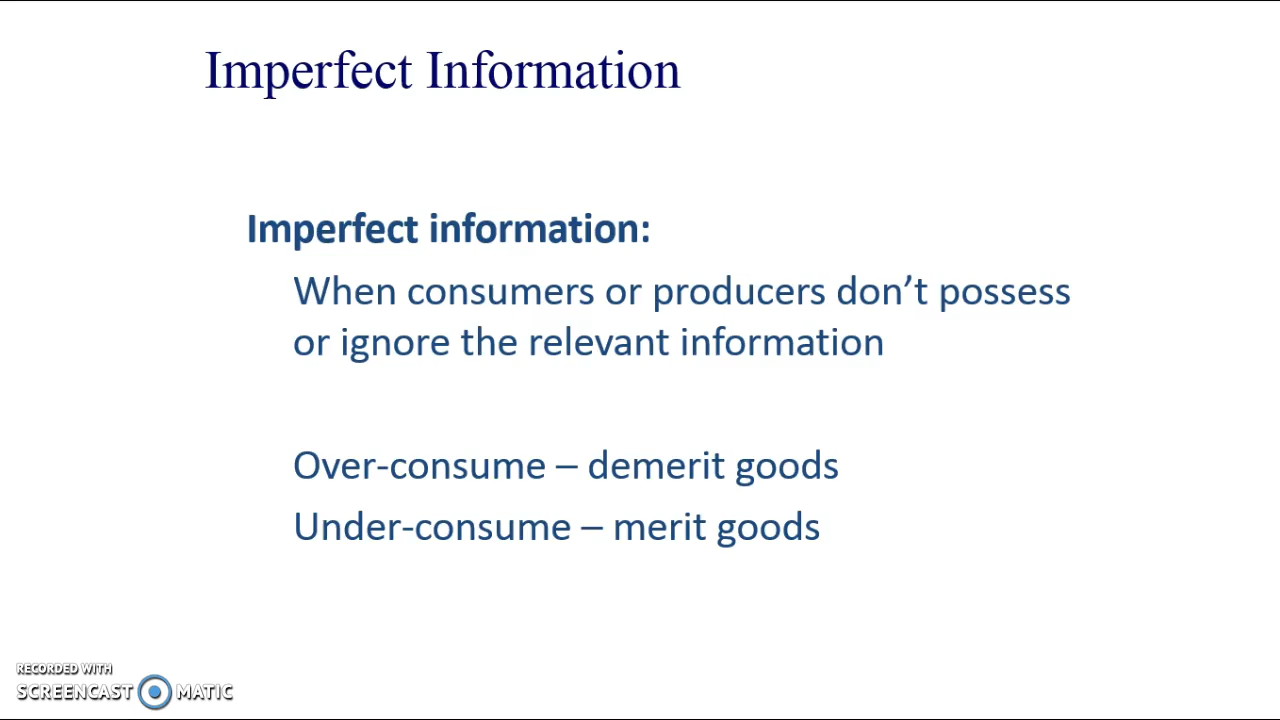 Imperfect Information
Imperfect information:
When consumers or producers don’t possess
or ignore the relevant information
Over-consume – demerit goods
Under-consume – merit goods
RECORDED WITH
SCREENCAST MATIC